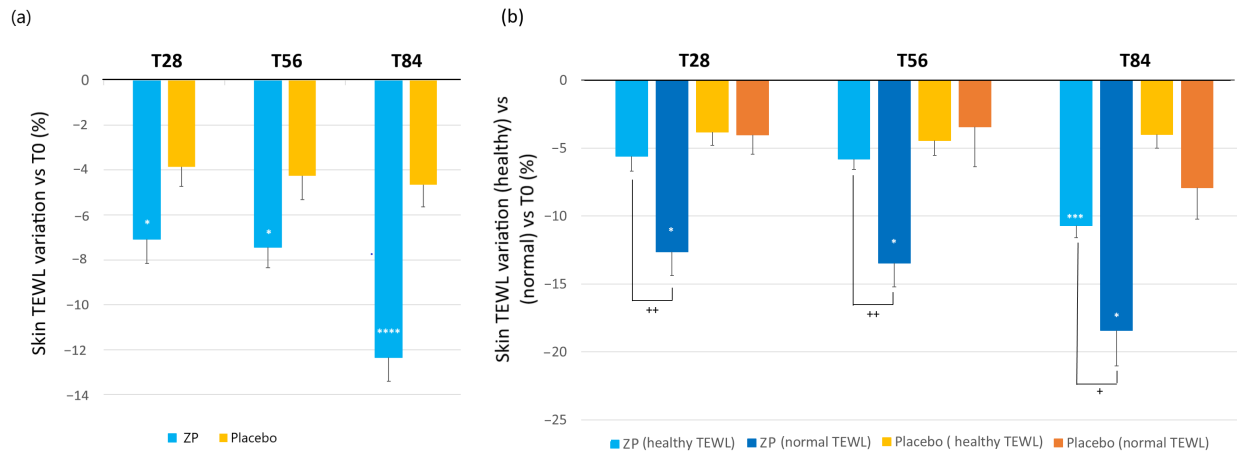 (a)
T28 T56 T84
0
−2
−4
−6
−8
−10
−12
−14
Skin TEWL variation vs T0 (%)
*
*
****
ZP Placebo
(b)
T28 T56 T84
0
−5
−10
−15
−20
−25
Skin TEWL variation (healthy) vs
(normal) vs T0 (%)
*
*
***
*
++
++
+
ZP (healthy TEWL) ZP (normal TEWL) Placebo ( healthy TEWL) Placebo (normal TEWL)